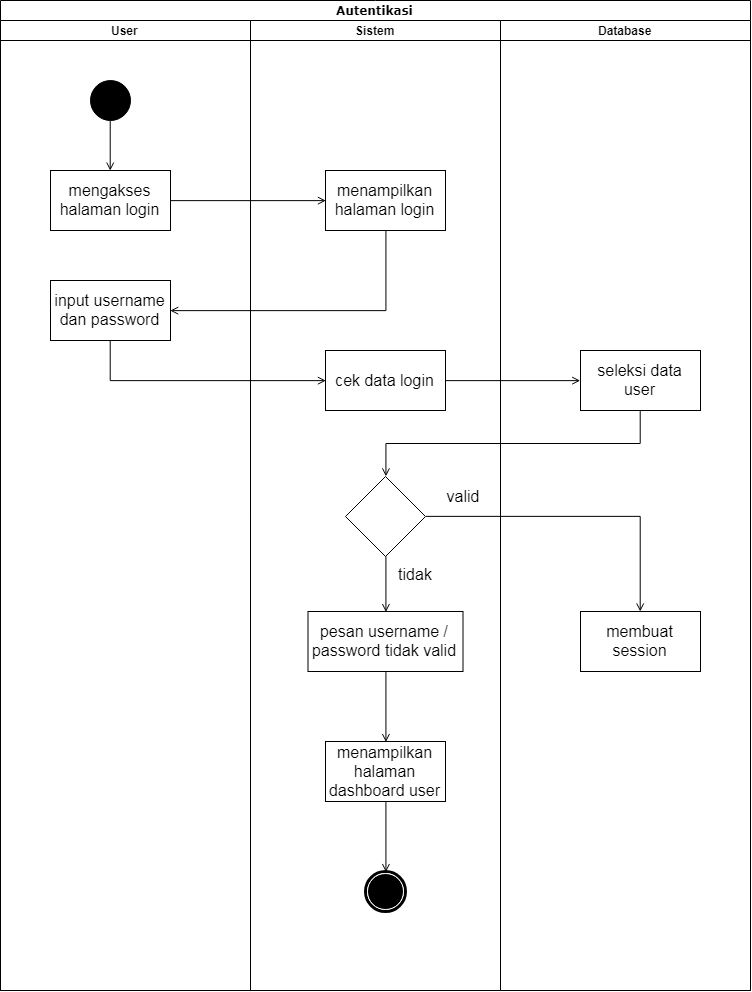 Autentikasi
User
Sistem
Database
mengakses
halaman login
menampilkan
halaman login
input username
dan password
cek data login
seleksi data
user
valid
tidak
pesan username /
password tidak valid
membuat
session
menampilkan
halaman
dashboard user